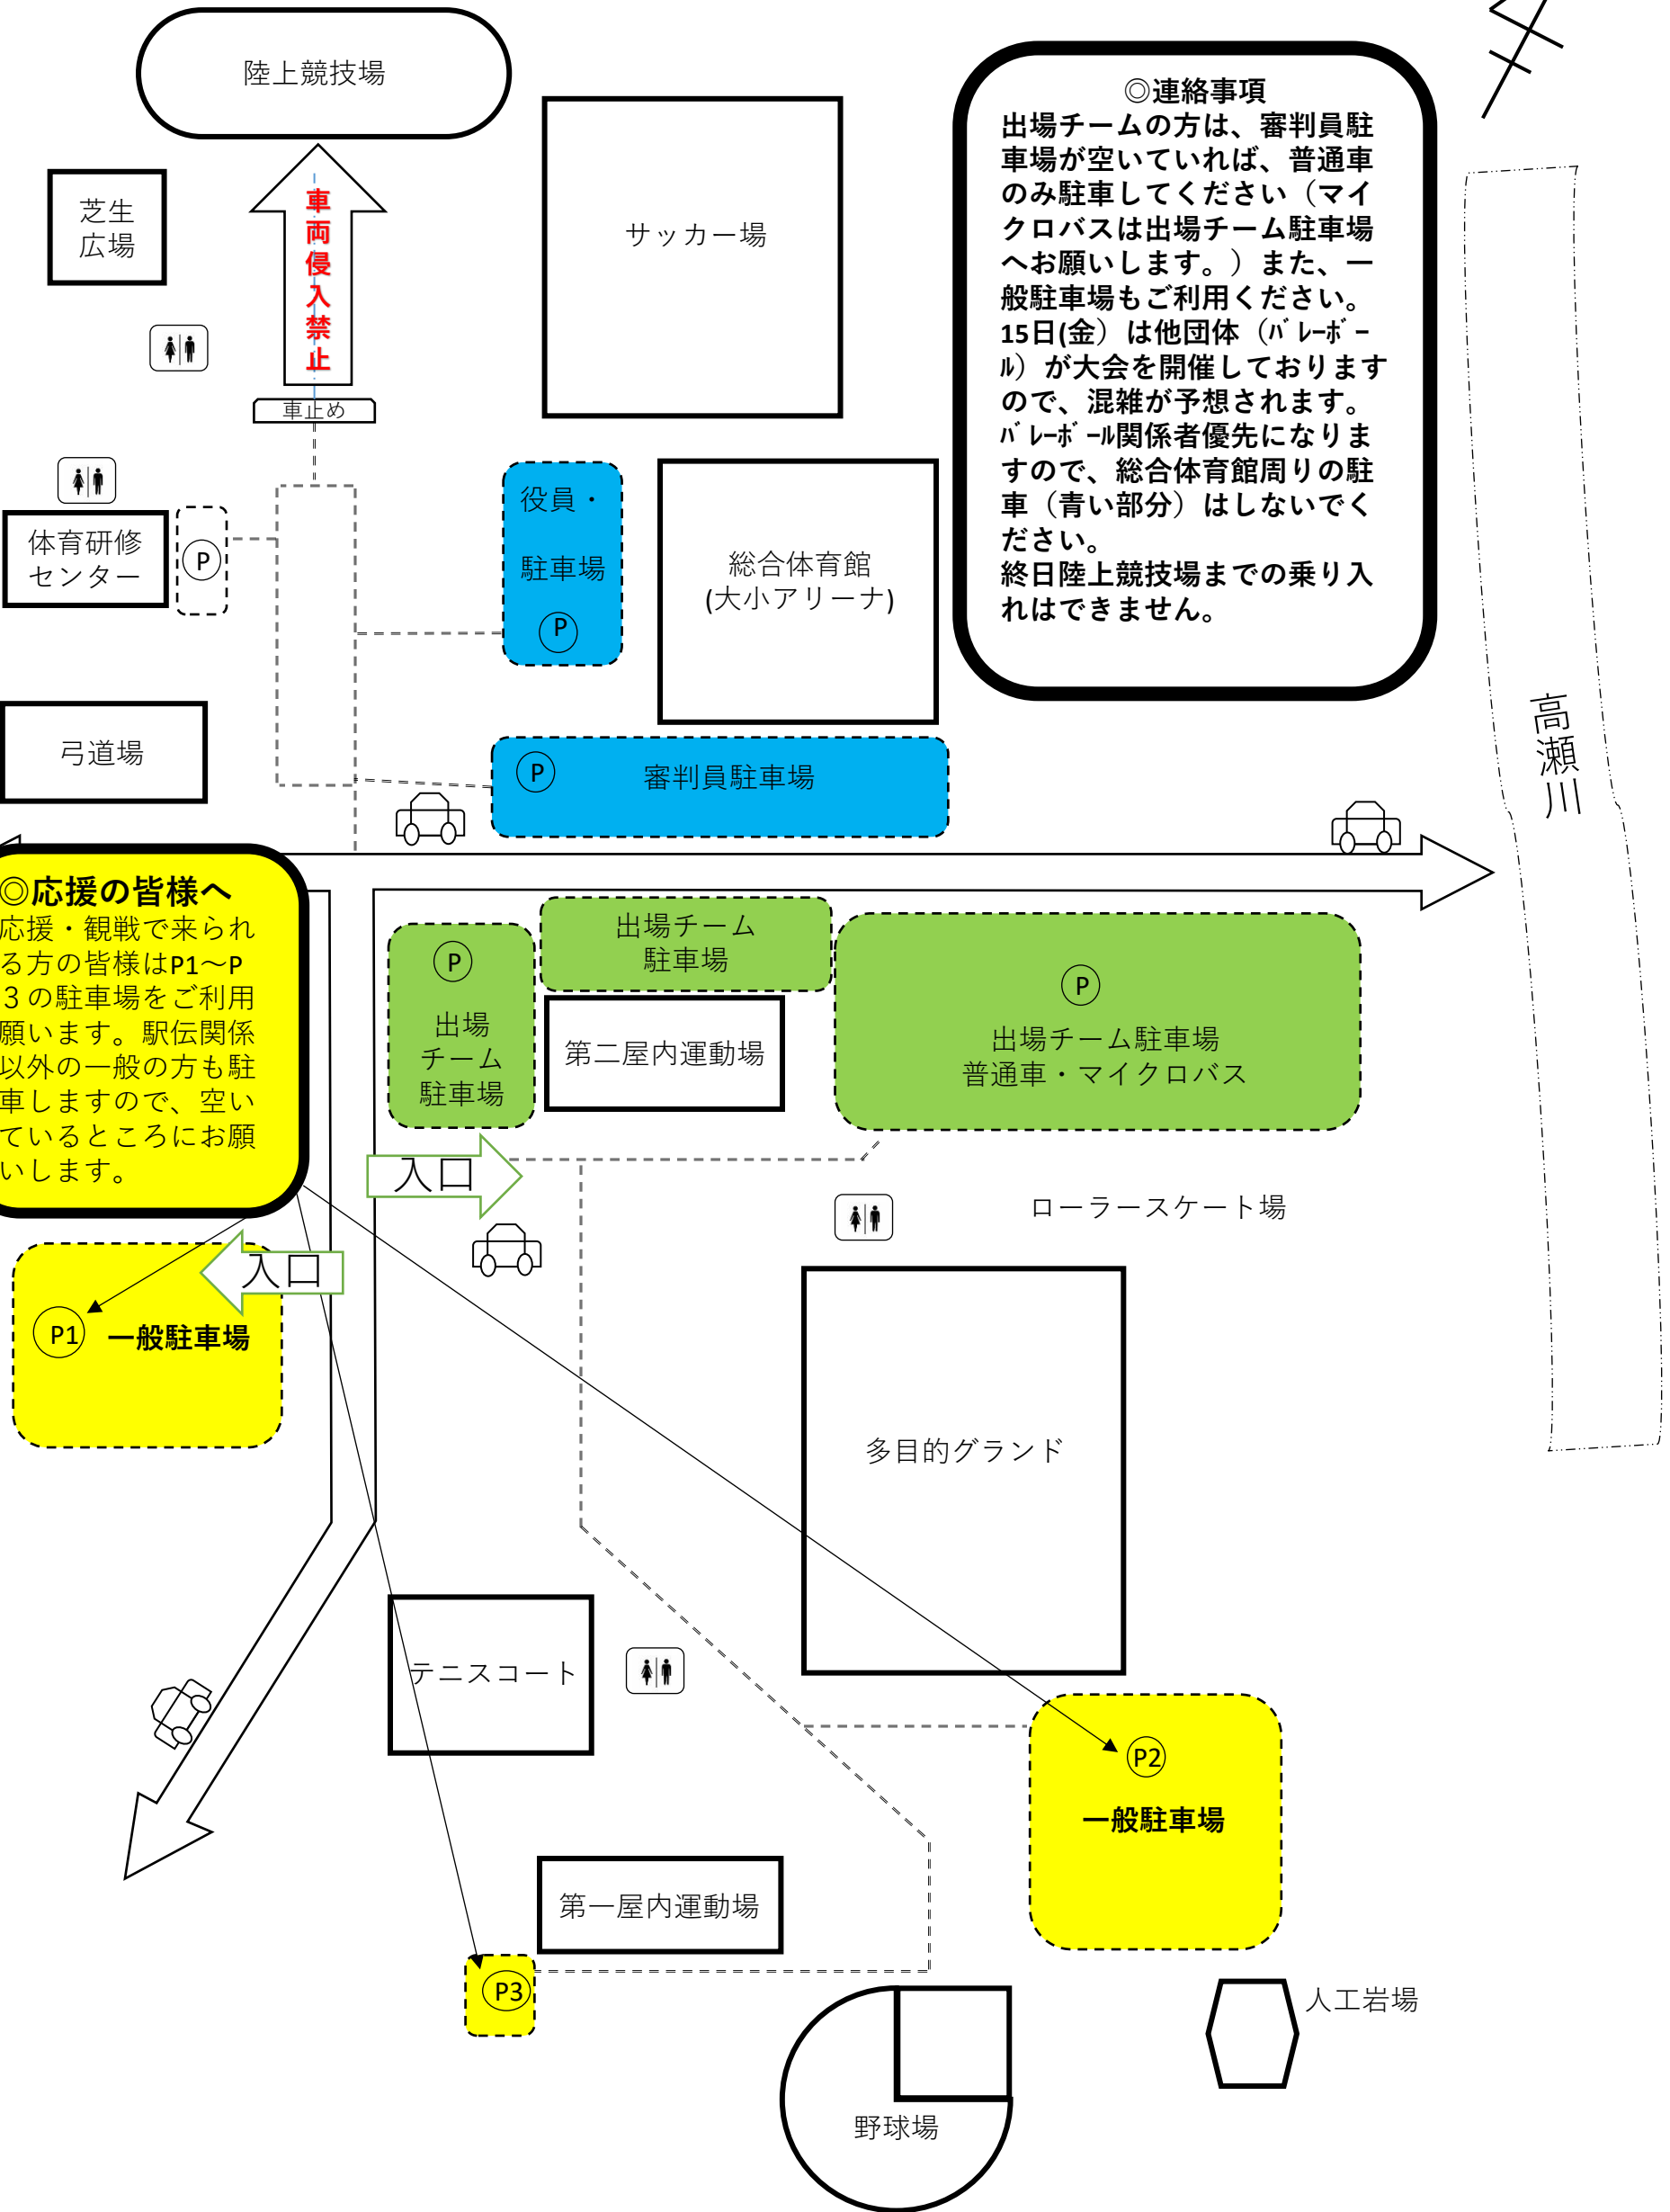 陸上競技場
芝生
広場
車両侵入禁止
車止め
サッカー場
◎連絡事項
出場チームの方は、審判員駐
車場が空いていれば、普通車
のみ駐車してください（マイ
クロバスは出場チーム駐車場
へお願いします。）また、一
般駐車場もご利用ください。
15日(金）は他団体（ﾊﾞﾚｰﾎﾞｰ
ﾙ）が大会を開催しております
ので、混雑が予想されます。
ﾊﾞﾚｰﾎﾞｰﾙ関係者優先になりま
すので、総合体育館周りの駐
車（青い部分）はしないでく
ださい。
終日陸上競技場までの乗り入
れはできません。
体育研修
センター
P
役員・
駐車場
P
総合体育館
(大小アリーナ)
弓道場
P
審判員駐車場
高瀬川
◎応援の皆様へ
応援・観戦で来られ
る方の皆様はP1～P
３の駐車場をご利用
願います。駅伝関係
以外の一般の方も駐
車しますので、空い
ているところにお願
いします。
P
出場
チーム
駐車場
出場チーム
駐車場
第二屋内運動場
P
出場チーム駐車場
普通車・マイクロバス
入口
ローラースケート場
入口
P1
一般駐車場
多目的グランド
テニスコート
P2
一般駐車場
第一屋内運動場
P3
人工岩場
野球場